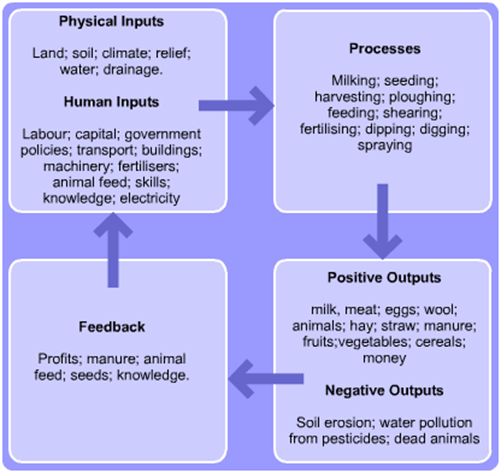 Physical Inputs
Land; soil; climate; relief;
water; drainage.
Human Inputs
Labour; capital; government
policies; transport; buildings;
machinery; fertilisers;
animal feed; skills;
knowledge; electricity
Processes
Milking; seeding;
harvesting; ploughing;
feeding; shearing;
fertilising; dipping; digging;
spraying
Positive Outputs
milk, meat; eggs; wool;
animals; hay; straw; manure;
fruits;vegetables; cereals;
money
Negative Outputs
Soil erosion; water pollution
from pesticides; dead animals
Feedback
Profits; manure; animal
feed; seeds; knowledge.